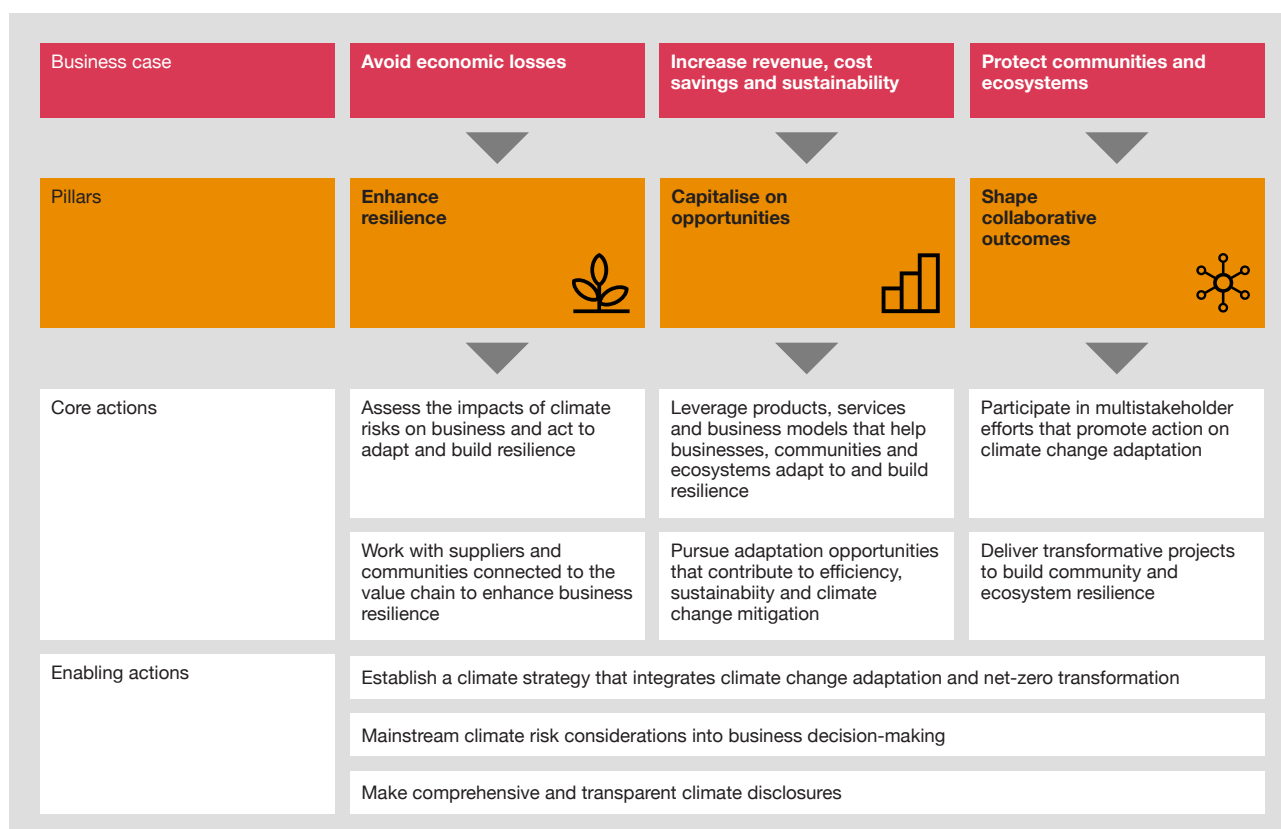 Business case
Avoid economic losses
Increase revenue, cost
savings and sustainability
Protect communities and
ecosystems
Pillars
Enhance
resilience
Capitalise on
opportunities
Shape
collaborative
outcomes
Core actions
Assess the impacts of climate
risks on business and act to
adapt and build resilience
Leverage products, services
and business models that help
businesses, communities and
ecosystems adapt to and build
resilience
Participate in multistakeholder
efforts that promote action on
climate change adaptation
Work with suppliers and
communities connected to the
value chain to enhance business
resilience
Pursue adaptation opportunities
that contribute to efficiency,
sustainabiity and climate
change mitigation
Deliver transformative projects
to build community and
ecosystem resilience
Enabling actions
Establish a climate strategy that integrates climate change adaptation and net-zero transformation
Mainstream climate risk considerations into business decision-making
Make comprehensive and transparent climate disclosures